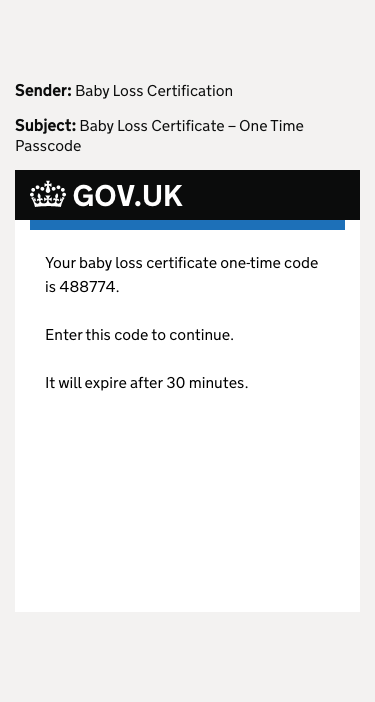 Sender: Baby Loss Certification
Subject: Baby Loss Certificate – One Time
Passcode
GOV.UK
Your baby loss certificate one-time code
is 488774.
Enter this code to continue.
It will expire after 30 minutes.